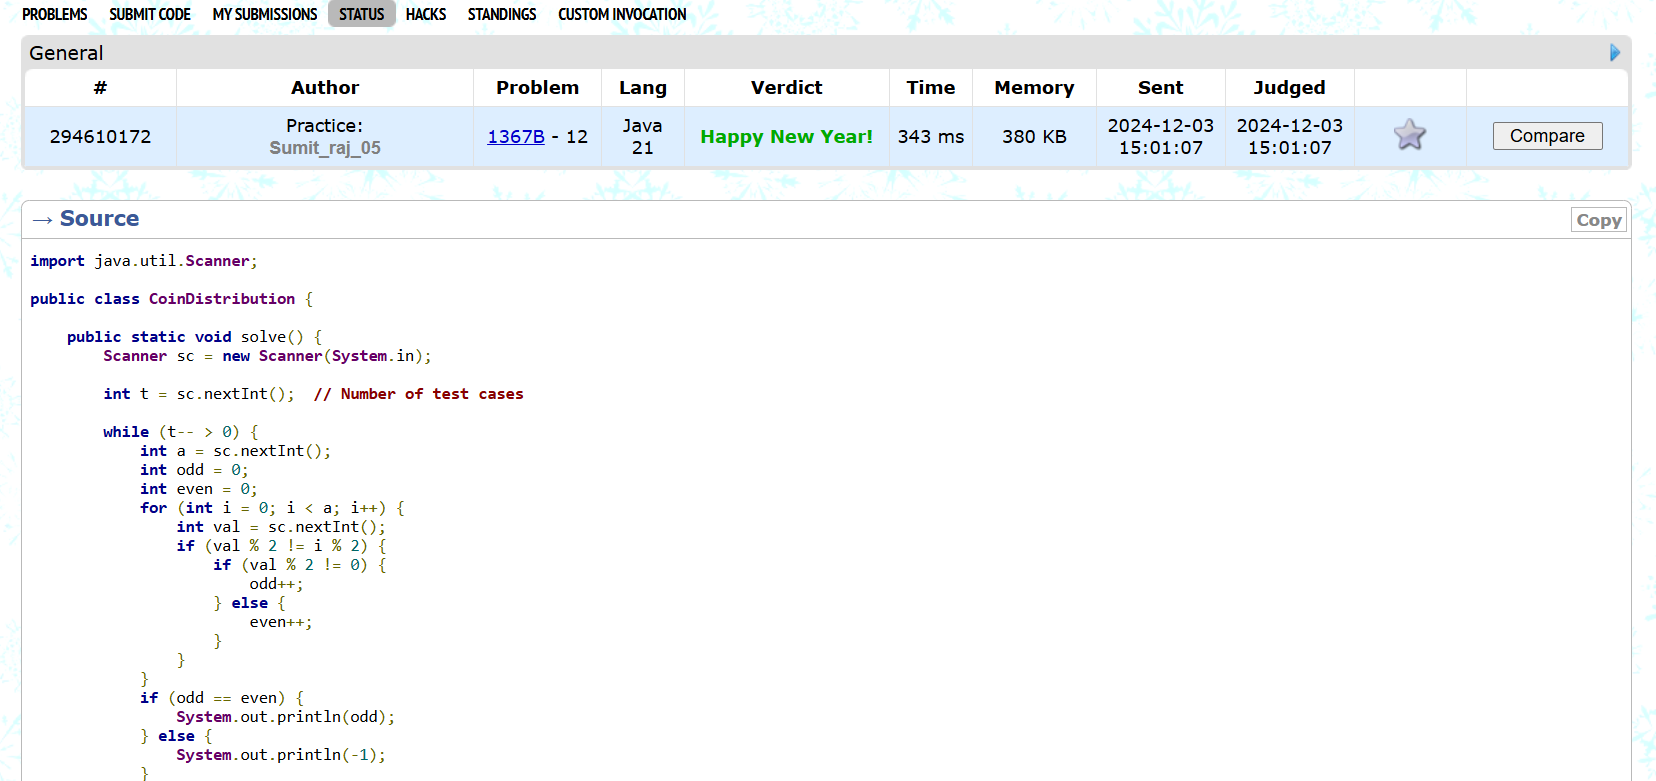 PROBLEMS SUBMIT CODE MY SUBMISSIONS STATUS HACKS STANDINGS CUSTOM INVOCATION
General
# Author Problem Lang Verdict Time Memory Sent Judged
294610172 Practice: Sumit_raj_05 1367B - 12 Java 21 Happy New Year! 343 ms 380 KB 2024-12-03 15:01:07 2024-12-03 15:01:07 Compare
→ Source Copy
import java.util.Scanner;
public class CoinDistribution {
public static void solve() {
Scanner sc = new Scanner(System.in);
int t = sc.nextInt();  // Number of test cases
while (t-- > 0) {
int a = sc.nextInt();
int odd = 0;
int even = 0;
for (int i = 0; i < a; i++) {
int val = sc.nextInt();
if (val % 2 != i % 2) {
if (val % 2 != 0) {
odd++;
} else {
even++;
}
}
}
if (odd == even) {
System.out.println(odd);
} else {
System.out.println(-1);
}